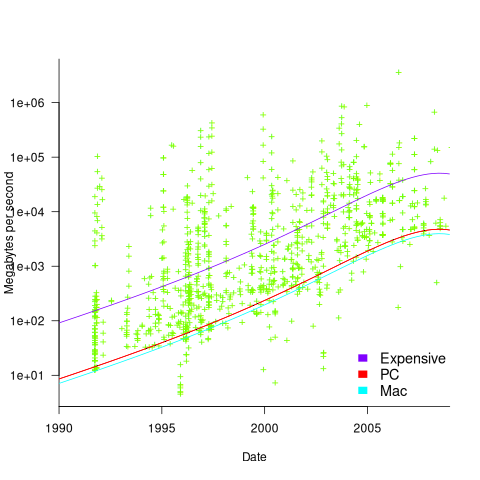 Megabytes per second
1e+06
1e+05
1e+04
1e+03
1e+02
1e+01
Expensive
PC
Mac
1990
1995
2000
2005
Date